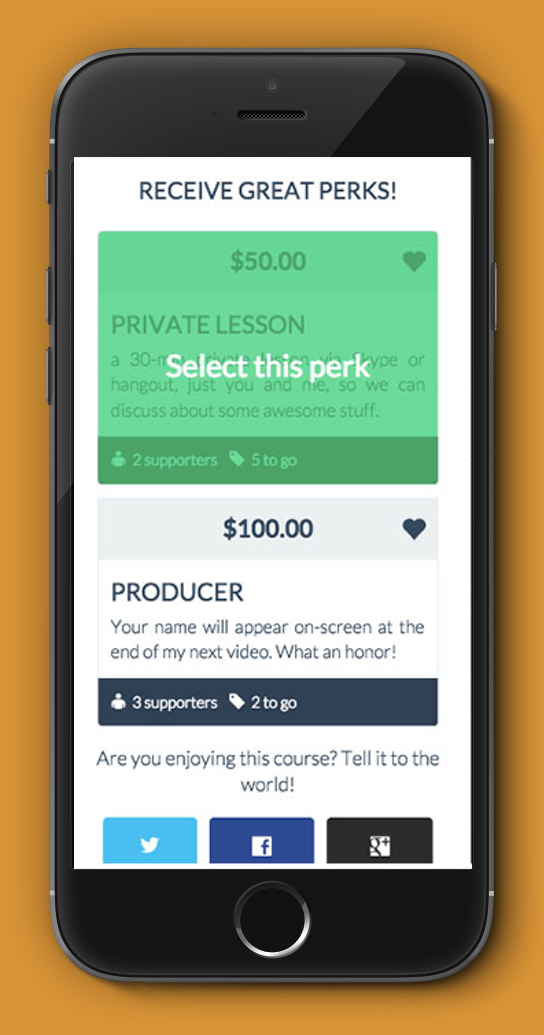 RECEIVE GREAT PERKS!
$50.00
PRIVATE LESSON
Select this perk
a 30-min private lesson via Skype or
hangout, just you and me, so we can
discuss about some awesome stuff.
2 supporters 5 to go
$100.00
PRODUCER
Your name will appear on-screen at the
end of my next video. What an honor!
3 supporters 2 to go
Are you enjoying this course? Tell it to the
world!
g+